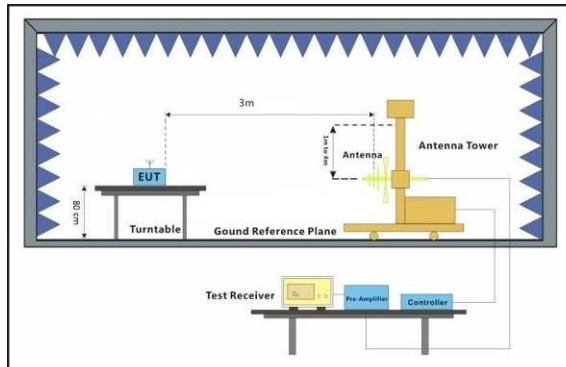 3m
1m to 4m
Antenna
Antenna Tower
EUT
80 cm
Turntable
Gound Reference Plane
Test Receiver
Pre-Amplifier
Controller